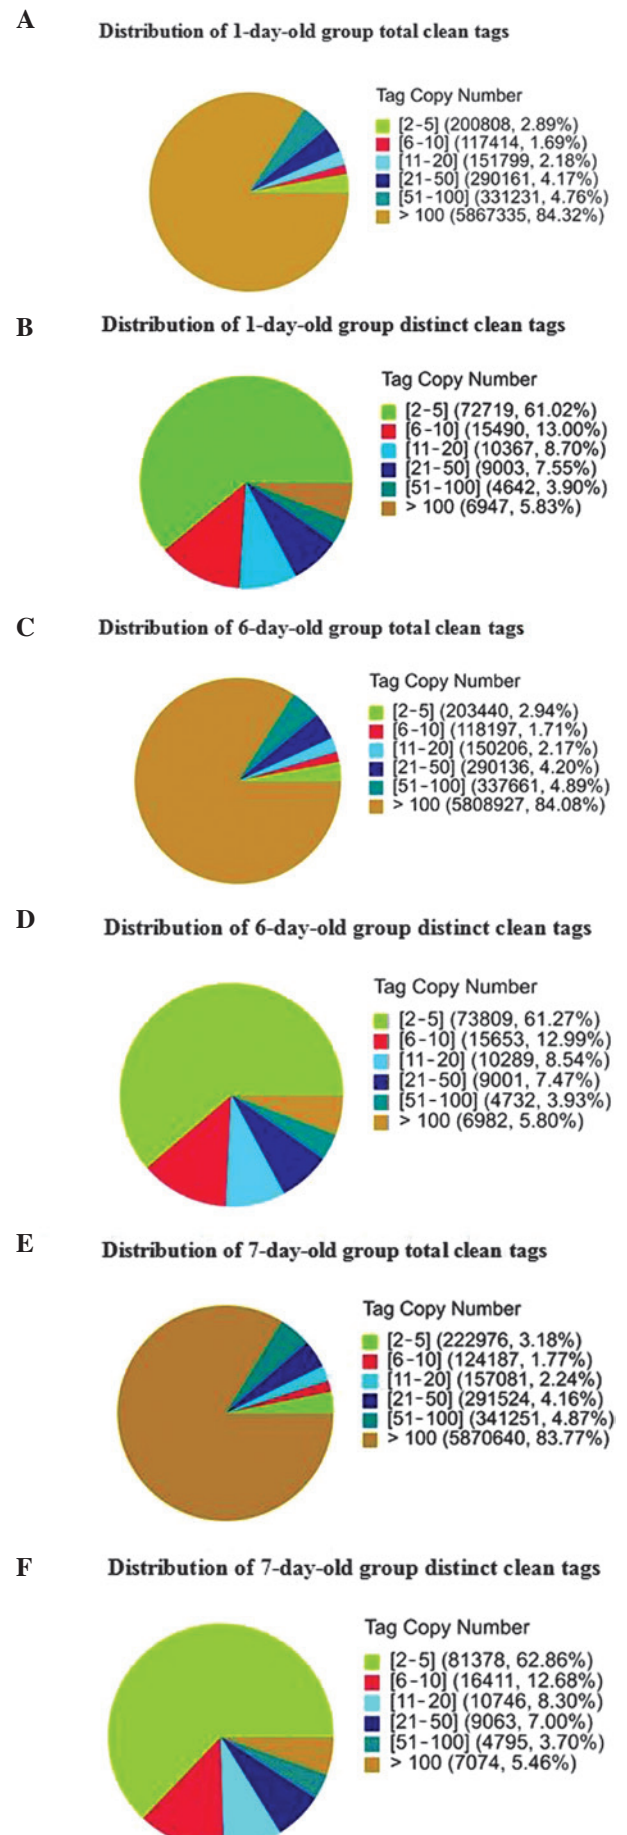 A
Distribution of 1-day-old group total clean tags
Tag Copy Number
[2-5] (200808, 2.89%)
[6-10] (117414, 1.69%)
[11-20] (151799, 2.18%)
[21-50] (290161, 4.17%)
[51-100] (331231, 4.76%)
> 100 (5867335, 84.32%)
B
Distribution of 1-day-old group distinct clean tags
Tag Copy Number
[2-5] (72719, 61.02%)
[6-10] (15490, 13.00%)
[11-20] (10367, 8.70%)
[21-50] (9003, 7.55%)
[51-100] (4642, 3.90%)
> 100 (6947, 5.83%)
C
Distribution of 6-day-old group total clean tags
Tag Copy Number
[2-5] (203440, 2.94%)
[6-10] (118197, 1.71%)
[11-20] (150206, 2.17%)
[21-50] (290136, 4.20%)
[51-100] (337661, 4.89%)
> 100 (5808927, 84.08%)
D
Distribution of 6-day-old group distinct clean tags
Tag Copy Number
[2-5] (73809, 61.27%)
[6-10] (15653, 12.99%)
[11-20] (10289, 8.54%)
[21-50] (9001, 7.47%)
[51-100] (4732, 3.93%)
> 100 (6982, 5.80%)
E
Distribution of 7-day-old group total clean tags
Tag Copy Number
[2-5] (222976, 3.18%)
[6-10] (124187, 1.77%)
[11-20] (157081, 2.24%)
[21-50] (291524, 4.16%)
[51-100] (341251, 4.87%)
> 100 (5870640, 83.77%)
F
Distribution of 7-day-old group distinct clean tags
Tag Copy Number
[2-5] (81378, 62.86%)
[6-10] (16411, 12.68%)
[11-20] (10746, 8.30%)
[21-50] (9063, 7.00%)
[51-100] (4795, 3.70%)
> 100 (7074, 5.46%)